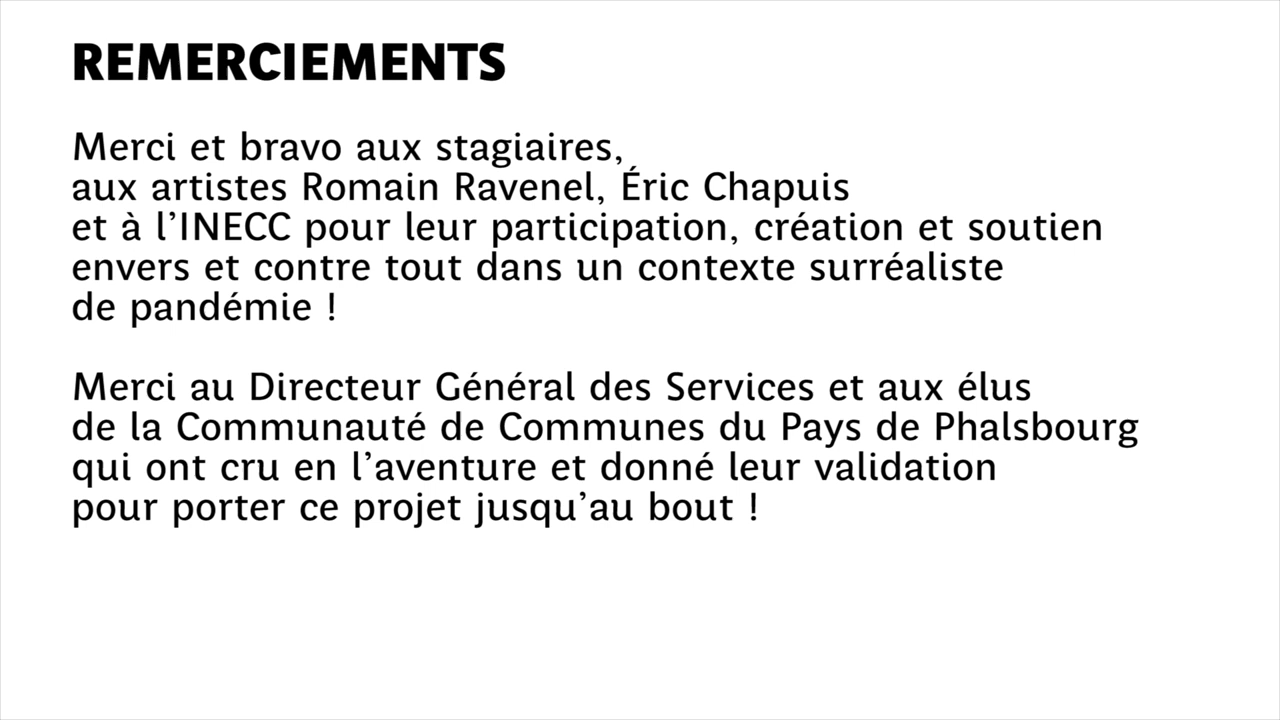 REMERCIEMENTS
Merci et bravo aux stagiaires,
aux artistes Romain Ravenel, Éric Chapuis
et à l’INECC pour leur participation, création et soutien
envers et contre tout dans un contexte surréaliste
de pandémie !
Merci au Directeur Général des Services et aux élus
de la Communauté de Communes du Pays de Phalsbourg
qui ont cru en l’aventure et donné leur validation
pour porter ce projet jusqu’au bout !